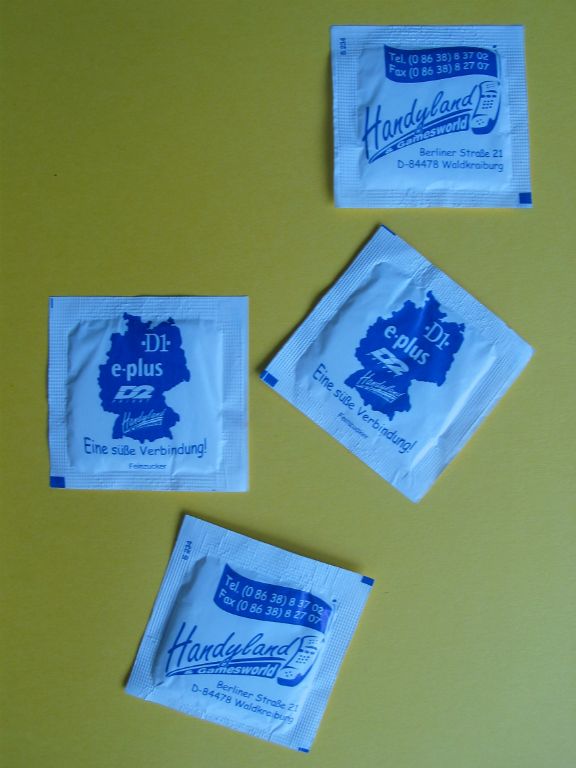 S 234
Tel. (0 86 38) 8 37 02
Fax (0 86 38) 8 27 07
Handyland
& Gamesworld
Berliner Straße 21
D-84478 Waldkraiburg
·D1·
e-plus
D2
Handyland
Eine süße Verbindung!
Feinzucker
·D1·
e-plus
D2
Handyland
Eine süße Verbindung!
Feinzucker
S 234
Tel. (0 86 38) 8 37 02
Fax (0 86 38) 8 27 07
Handyland
& Gamesworld
Berliner Straße 21
D-84478 Waldkraiburg